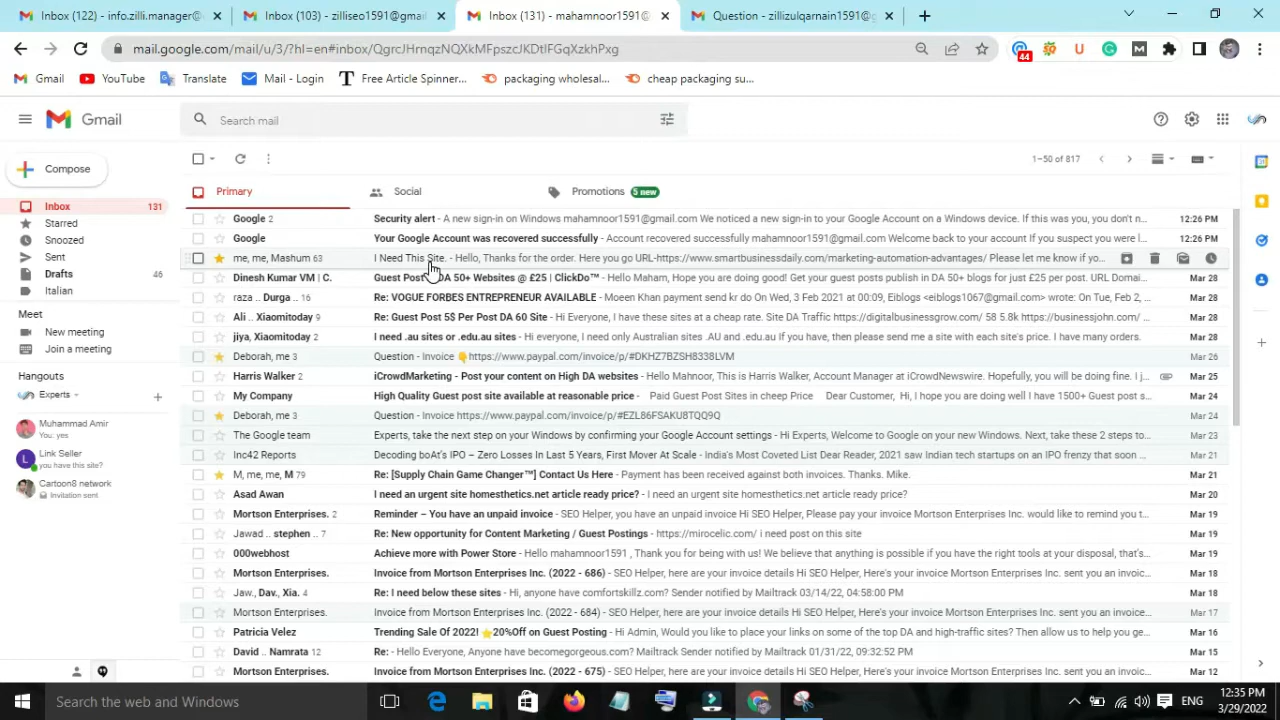 Inbox (122) - info.zilli.manager@
Inbox (103) - zilliseo1591@gmail
Inbox (131) - mahamnoor1591@
Question - zillizulqarnain1591@g
mail.google.com/mail/u/3/?hl=en#inbox/QgrcJHrnqzNQXkMFpszcJKDtlFGqXzkhPxg
44
Gmail
YouTube
Translate
Mail - Login
Free Article Spinner...
packaging wholesal...
cheap packaging su...
Gmail
Search mail
Compose
1–50 of 817
Inbox 131
Starred
Snoozed
Sent
Drafts 46
Italian
Meet
New meeting
Join a meeting
Hangouts
Experts
Muhammad Amir
You: yes
Link Seller
you have this site?
Cartoon8 network
Invitation sent
Primary
Social
Promotions 5 new
Google 2 Security alert - A new sign-in on Windows mahamnoor1591@gmail.com We noticed a new sign-in to your Google Account on a Windows device. If this was you, you don't n... 12:26 PM
Google Your Google Account was recovered successfully - Account recovered successfully mahamnoor1591@gmail.com Welcome back to your account If you suspect you were l... 12:26 PM
me, me, Mashum 63 I Need This Site. - Hello, Thanks for the order. Here you go URL-https://www.smartbusinessdaily.com/marketing-automation-advantages/ Please let me know if yo...
Dinesh Kumar VM | C. Guest Post DA 50+ Websites @ £25 | ClickDo™ - Hello Maham, Hope you are doing good! Get your guest posts publish in DA 50+ blogs for just £25 per post. URL Domai... Mar 28
raza .. Durga .. 16 Re: VOGUE FORBES ENTREPRENEUR AVAILABLE - Moeen Khan payment send kr do On Wed, 3 Feb 2021 at 00:09, Eiblogs <eiblogs1067@gmail.com> wrote: On Tue, Feb 2, ... Mar 28
Ali .. Xiaomitoday 9 Re: Guest Post 5$ Per Post DA 60 Site - Hi Everyone, I have these sites at a cheap rate. Site DA Traffic https://digitalbusinessgrow.com/ 58 5.8k https://businessjohn.com/ ... Mar 28
jiya, Xiaomitoday 2 I need .au sites or .edu.au sites - Hi everyone, I need only Australian sites .AU and .edu.au If you have, then please send me a site with each site's price. I have many orders. Mar 28
Deborah, me 3 Question - Invoice 👇https://www.paypal.com/invoice/p/#DKHZ7BZSH8338LVM Mar 26
Harris Walker 2 iCrowdMarketing - Post your content on High DA websites - Hello Mahnoor, This is Harris Walker, Account Manager at iCrowdNewswire. Hopefully, you will be doing fine. I j... Mar 25
My Company High Quality Guest post site available at reasonable price - Paid Guest Post Sites in cheap Price Dear Customer, Hi, I hope you are doing well I have 1500+ Guest post s... Mar 24
Deborah, me 3 Question - Invoice https://www.paypal.com/invoice/p/#EZL86FSAKU8TQQ9Q Mar 24
The Google team Experts, take the next step on your Windows by confirming your Google Account settings - Hi Experts, Welcome to Google on your new Windows. Next, take these 2 steps to... Mar 23
Inc42 Reports Decoding boAt's IPO – Zero Losses In Last 5 Years, First Mover At Scale - India's Most Coveted List Dear Reader, 2021 saw Indian tech startups on an IPO frenzy that soon ... Mar 21
M, me, me, M 79 Re: [Supply Chain Game Changer™] Contact Us Here - Payment has been received against both invoices. Thanks. Mike. Mar 21
Asad Awan I need an urgent site homesthetics.net article ready price? - I need an urgent site homesthetics.net article ready price? Mar 20
Mortson Enterprises. 2 Reminder – You have an unpaid invoice - SEO Helper, you have an unpaid invoice Hi SEO Helper, Please pay your invoice Mortson Enterprises Inc. would like to remind you t... Mar 19
Jawad .. stephen .. 7 Re: New opportunity for Content Marketing / Guest Postings - https://mirocelic.com/ i need post on this site Mar 19
000webhost Achieve more with Power Store - Hello mahamnoor1591 , Thank you for being with us! We believe that anything is possible if you have the right tools at your disposal, that's... Mar 19
Mortson Enterprises. Invoice from Mortson Enterprises Inc. (2022 - 686) - SEO Helper, here are your invoice details Hi SEO Helper, Here's your invoice Mortson Enterprises Inc. sent you an invoi... Mar 18
Jaw., Dav., Xia. 4 Re: I need below these sites - Hi, anyone have comfortskillz.com? Sender notified by Mailtrack 03/14/22, 04:58:00 PM Mar 18
Mortson Enterprises. Invoice from Mortson Enterprises Inc. (2022 - 684) - SEO Helper, here are your invoice details Hi SEO Helper, Here's your invoice Mortson Enterprises Inc. sent you an invoice... Mar 17
Patricia Velez Trending Sale Of 2022! ⭐20%Off on Guest Posting - Hi Admin, Would you like to place your links on some of the top DA and high-traffic sites? Then allow us to help you ge... Mar 16
David .. Namrata 12 Re: - Hello Everyone, Anyone have becomegorgeous.com? Mailtrack Sender notified by Mailtrack 01/31/22, 09:32:52 PM Mar 15
Mortson Enterprises. Invoice from Mortson Enterprises Inc. (2022 - 675) - SEO Helper, here are your invoice details Hi SEO Helper, Here's your invoice Mortson Enterprises Inc. sent you an invoi... Mar 12
Search the web and Windows
ENG
12:35 PM
3/29/2022